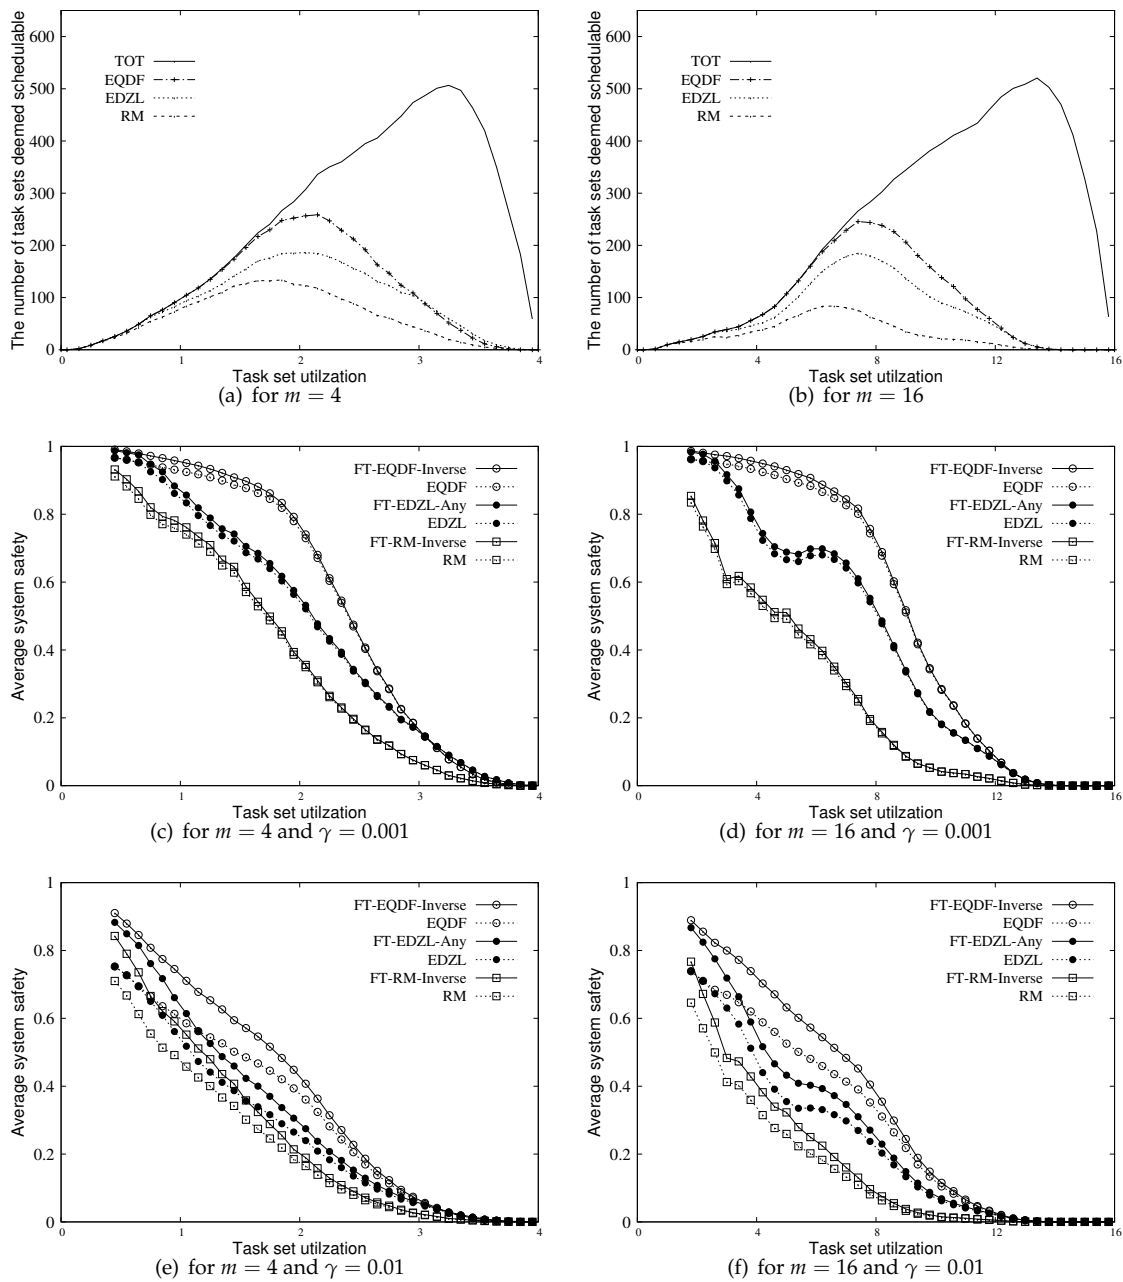 The number of task sets deemed schedulable
600
500
400
300
200
100
0
TOT
EQDF
EDZL
RM
0 1 2 3 4
Task set utilzation
(a) for m = 4
The number of task sets deemed schedulable
600
500
400
300
200
100
0
TOT
EQDF
EDZL
RM
0 4 8 12 16
Task set utilzation
(b) for m = 16
Average system safety
1
0.8
0.6
0.4
0.2
0
FT-EQDF-Inverse
EQDF
FT-EDZL-Any
EDZL
FT-RM-Inverse
RM
0 1 2 3 4
Task set utilzation
(c) for m = 4 and γ = 0.001
Average system safety
1
0.8
0.6
0.4
0.2
0
FT-EQDF-Inverse
EQDF
FT-EDZL-Any
EDZL
FT-RM-Inverse
RM
0 4 8 12 16
Task set utilzation
(d) for m = 16 and γ = 0.001
Average system safety
1
0.8
0.6
0.4
0.2
0
FT-EQDF-Inverse
EQDF
FT-EDZL-Any
EDZL
FT-RM-Inverse
RM
0 1 2 3 4
Task set utilzation
(e) for m = 4 and γ = 0.01
Average system safety
1
0.8
0.6
0.4
0.2
0
FT-EQDF-Inverse
EQDF
FT-EDZL-Any
EDZL
FT-RM-Inverse
RM
0 4 8 12 16
Task set utilzation
(f) for m = 16 and γ = 0.01